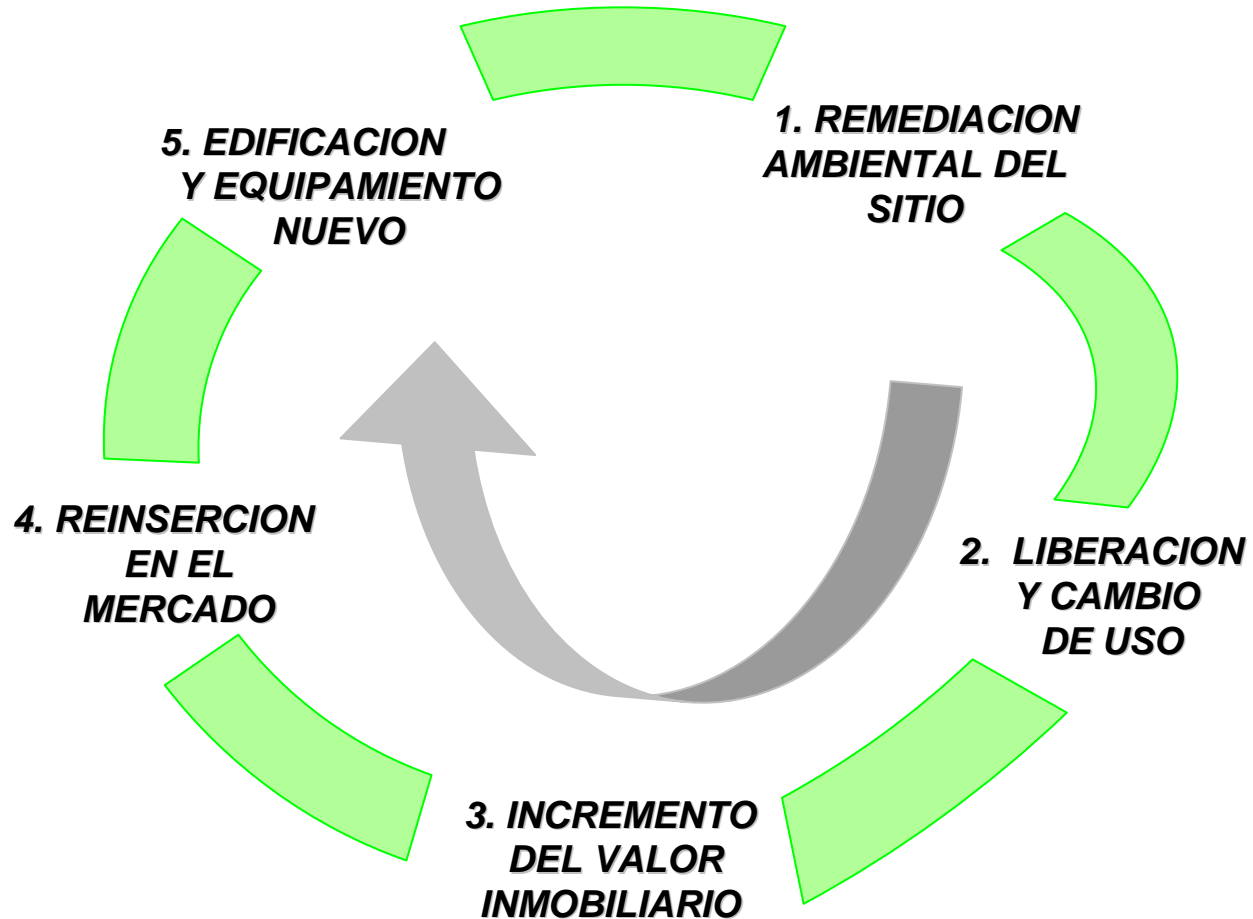 1. REMEDIACION
AMBIENTAL DEL
SITIO
2. LIBERACION
Y CAMBIO
DE USO
3. INCREMENTO
DEL VALOR
INMOBILIARIO
4. REINSERCION
EN EL
MERCADO
5. EDIFICACION
Y EQUIPAMIENTO
NUEVO